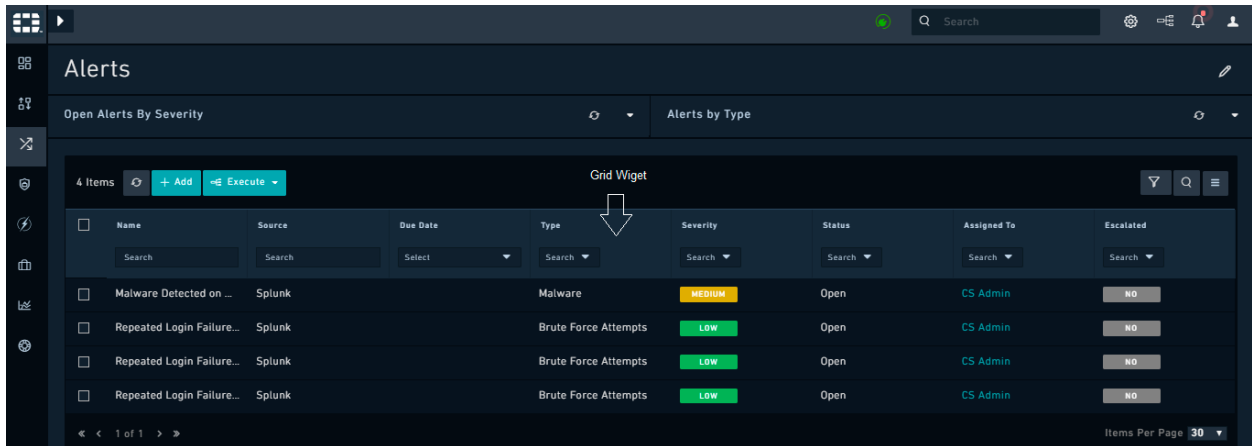 Search
Alerts
Open Alerts By Severity
Alerts by Type
4 Items + Add Execute
Grid Wiget
Name Source Due Date Type Severity Status Assigned To Escalated
Search Search Select Search Search Search Search Search
Malware Detected on ... Splunk Malware MEDIUM Open CS Admin NO
Repeated Login Failure... Splunk Brute Force Attempts LOW Open CS Admin NO
Repeated Login Failure... Splunk Brute Force Attempts LOW Open CS Admin NO
Repeated Login Failure... Splunk Brute Force Attempts LOW Open CS Admin NO
« < 1 of 1 > » Items Per Page 30